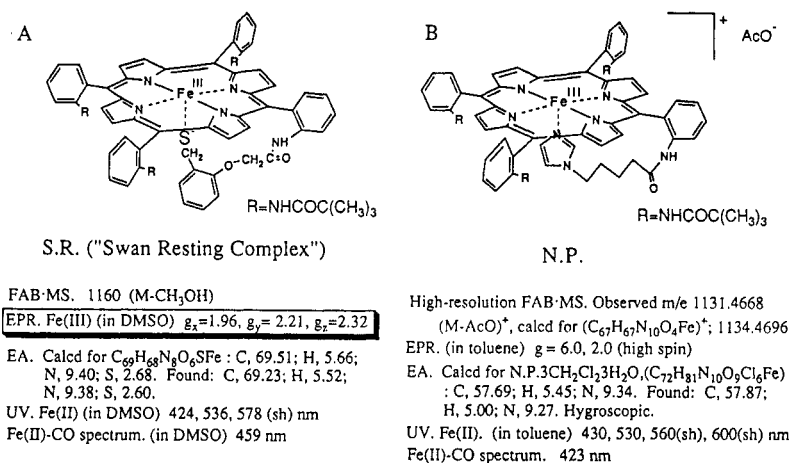 A
B
AcO⁻
+
R
R
N
N
III
Fe
N
N
S
CH₂
O
CH₂
C
O
NH
R
R=NHCOC(CH₃)₃
R
R
N
N
III
Fe
N
N
N
N
NH
O
R
R=NHCOC(CH₃)₃
S.R. ("Swan Resting Complex")
N.P.
FAB·MS. 1160 (M-CH₃OH)
EPR. Fe(III) (in DMSO) gₓ=1.96, gᵧ= 2.21, g_z=2.32
EA. Calcd for C₆₉H₆₈N₈O₆SFe : C, 69.51; H, 5.66;
N, 9.40; S, 2.68. Found: C, 69.23; H, 5.52;
N, 9.38; S, 2.60.
UV. Fe(II) (in DMSO) 424, 536, 578 (sh) nm
Fe(II)-CO spectrum. (in DMSO) 459 nm
High-resolution FAB·MS. Observed m/e 1131.4668
(M-AcO)⁺, calcd for (C₆₇H₆₇N₁₀O₄Fe)⁺; 1134.4696
EPR. (in toluene) g = 6.0, 2.0 (high spin)
EA. Calcd for N.P.3CH₂Cl₂3H₂O,(C₇₂H₈₁N₁₀O₉Cl₆Fe)
: C, 57.69; H, 5.45; N, 9.34. Found: C, 57.87;
H, 5.00; N, 9.27. Hygroscopic.
UV. Fe(II). (in toluene) 430, 530, 560(sh), 600(sh) nm
Fe(II)-CO spectrum. 423 nm